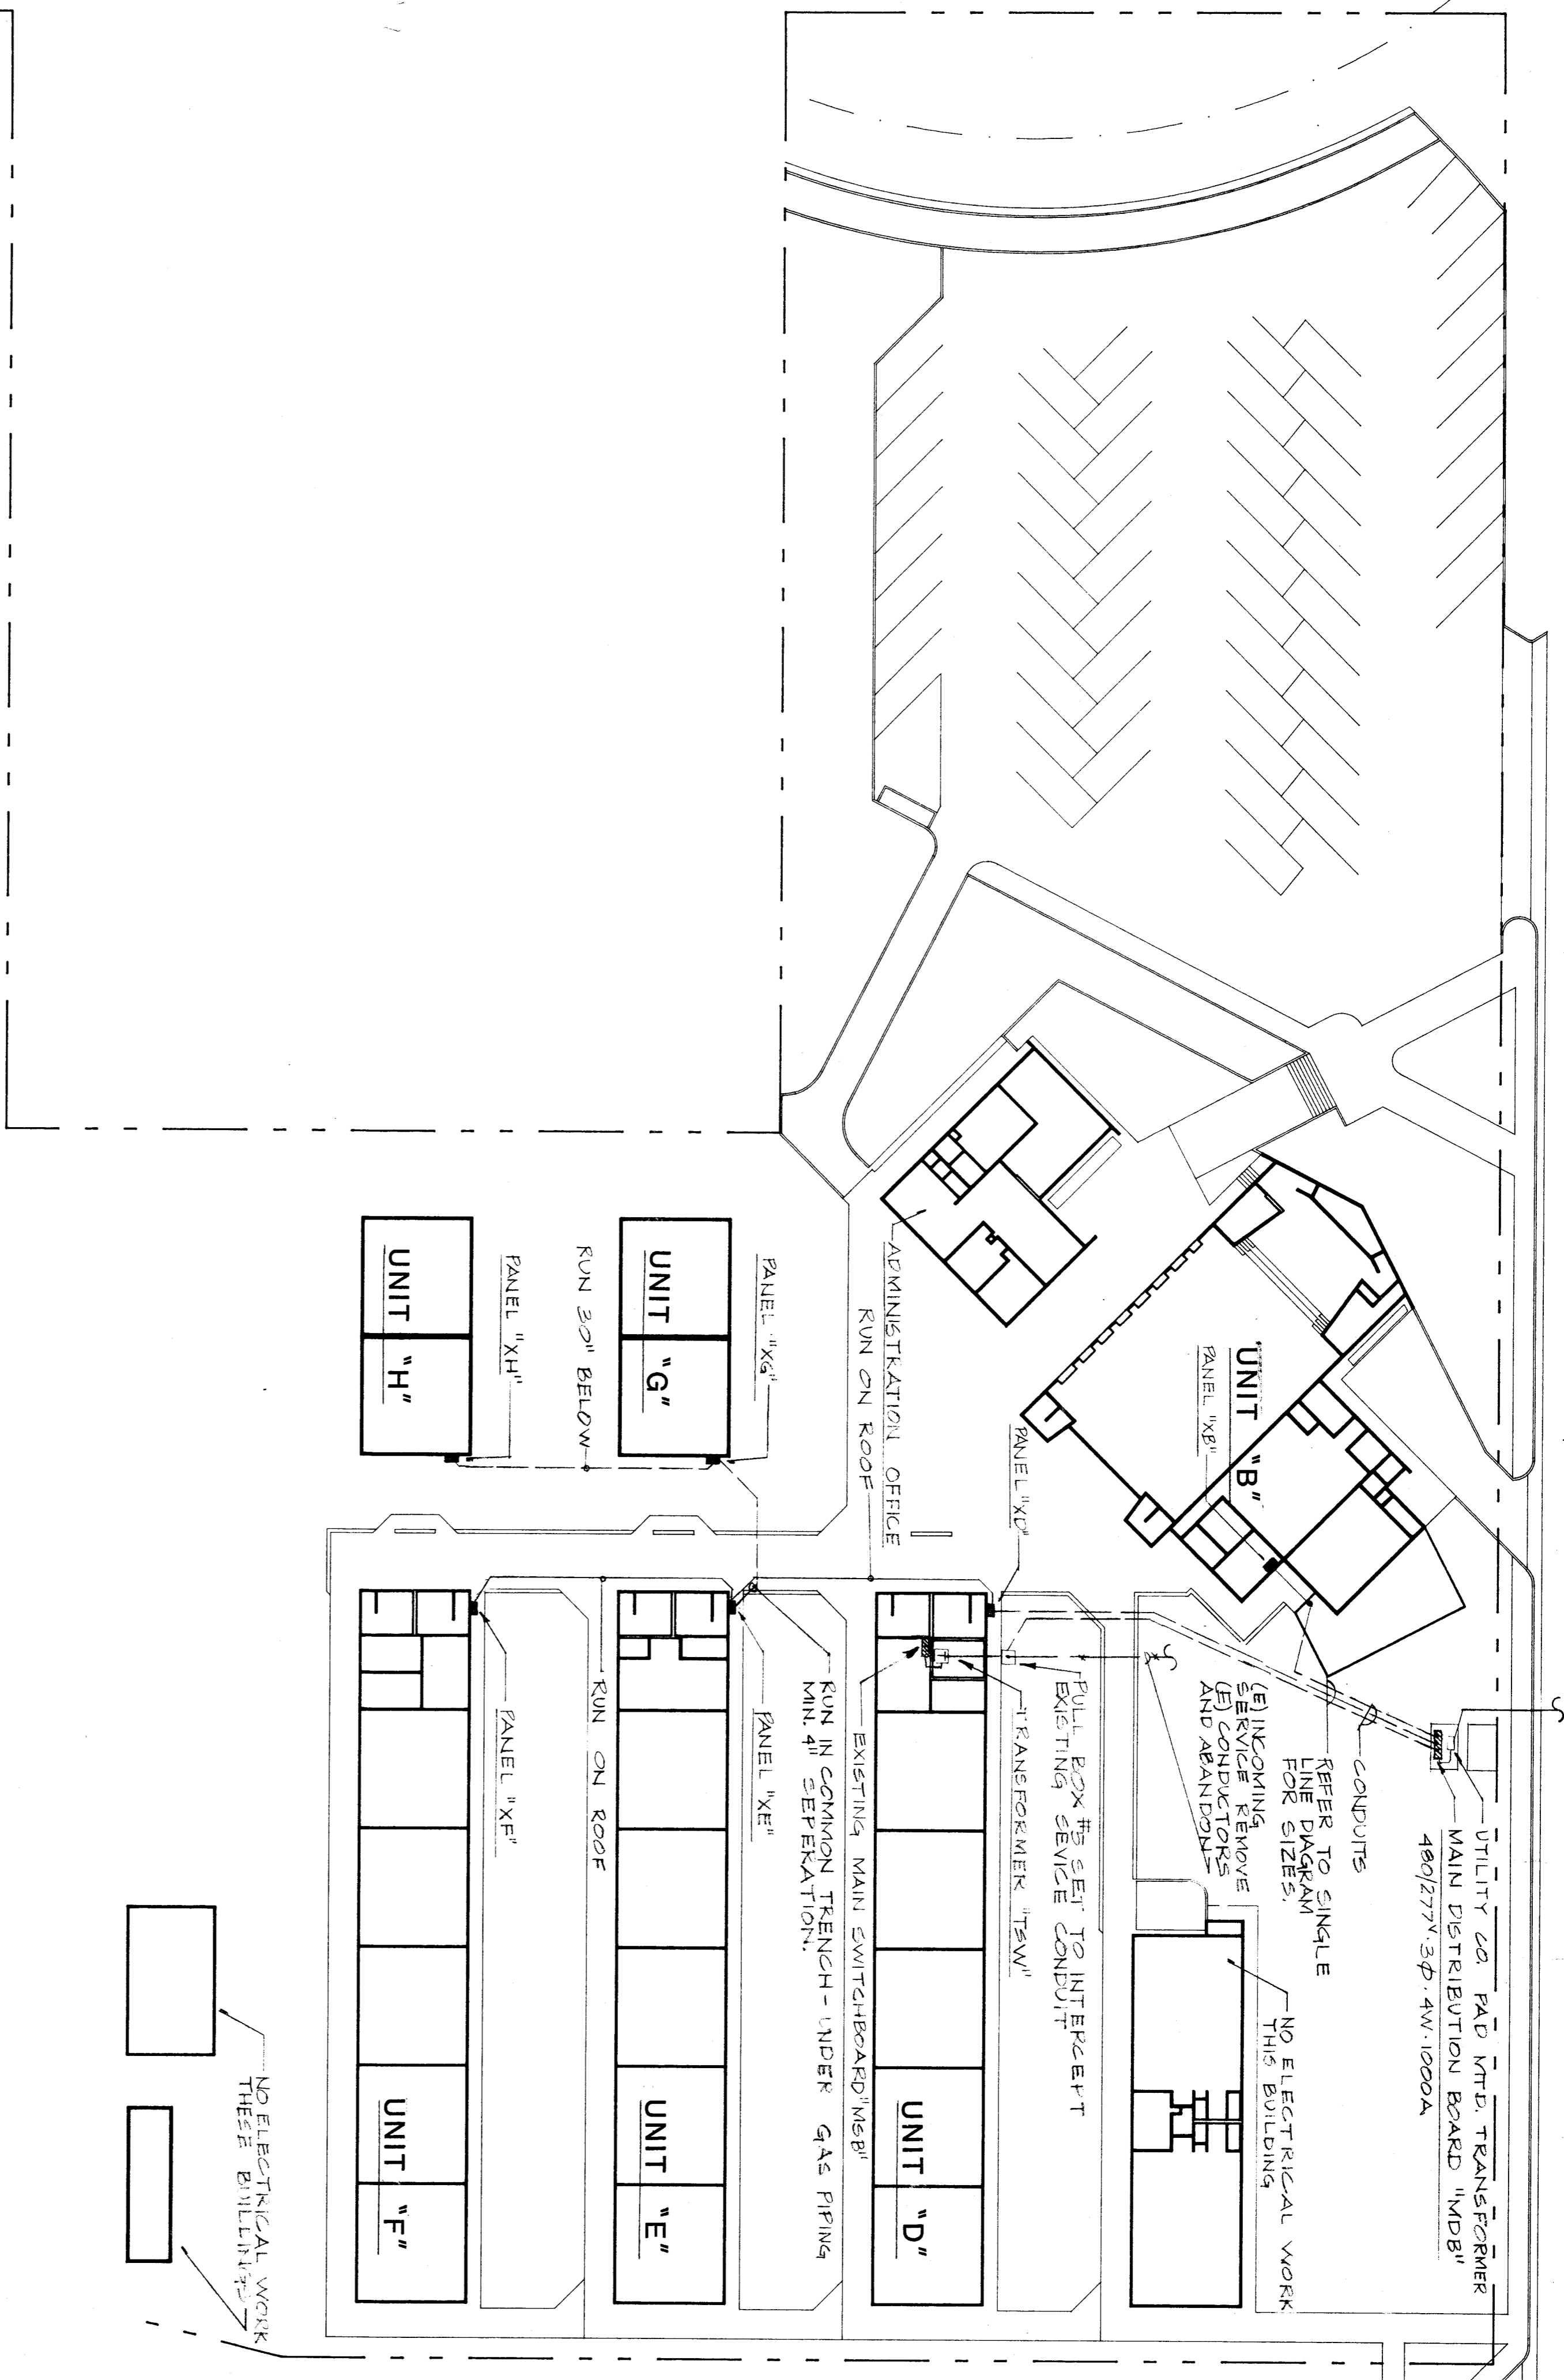 UTILITY CO. PAD MTD. TRANSFORMER
MAIN DISTRIBUTION BOARD "MDB"
480/277V·3Ø·4W·1000A
CONDUITS
REFER TO SINGLE
LINE DIAGRAM
FOR SIZES.
(E) INCOMING
SERVICE REMOVE
(E) CONDUCTORS
AND ABANDON
NO ELECTRICAL WORK
THIS BUILDING
UNIT "B"
PANEL "XB"
PULL BOX #5 SET TO INTERCEPT
EXISTING SEVICE CONDUIT
TRANSFORMER "TSW"
PANEL "XD"
UNIT "D"
ADMINISTRATION OFFICE
RUN ON ROOF
EXISTING MAIN SWITCHBOARD "MSB"
RUN IN COMMON TRENCH - UNDER GAS PIPING
MIN. 4" SEPERATION.
PANEL "XE"
PANEL "XG"
UNIT "G"
UNIT "E"
RUN 30" BELOW
RUN ON ROOF
PANEL "XH"
PANEL "XF"
UNIT "H"
UNIT "F"
NO ELECTRICAL WORK
THESE BUILDINGS